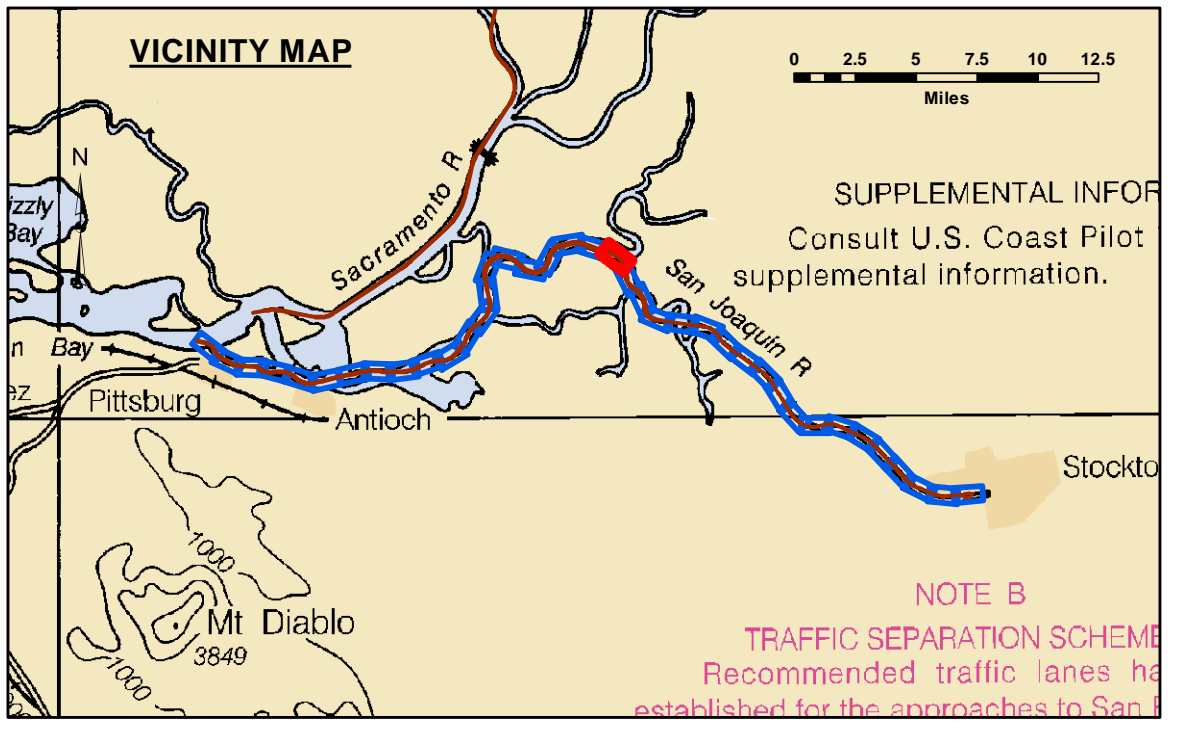 VICINITY MAP
0 2.5 5 7.5 10 12.5
Miles
N
izzly
Bay
Sacramento R
SUPPLEMENTAL INFOR
Consult U.S. Coast Pilot
supplemental information.
San Joaquin R
n Bay
ez
Pittsburg
Antioch
Stockto
1000
Mt Diablo
3849
1000
NOTE B
TRAFFIC SEPARATION SCHEME
Recommended traffic lanes ha
established for the approaches to San F